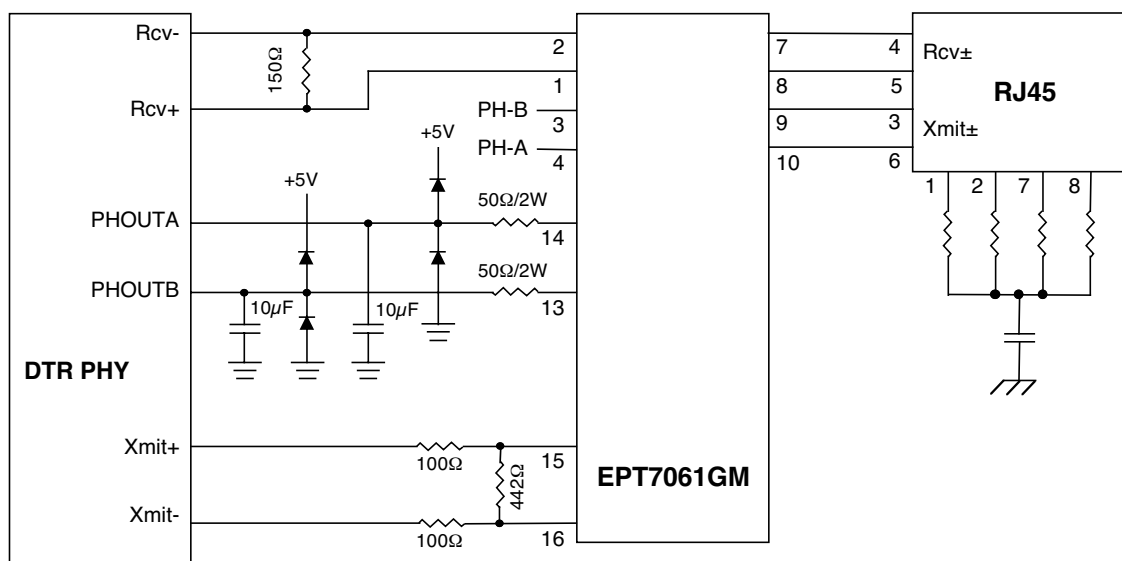 Rcv-
150Ω
Rcv+
2
1
PH-B
3
PH-A
4
+5V
+5V
PHOUTA
50Ω/2W
14
PHOUTB
50Ω/2W
13
10µF
10µF
DTR PHY
Xmit+
100Ω
15
442Ω
Xmit-
100Ω
16
EPT7061GM
7
8
9
10
4
Rcv±
5
RJ45
3
Xmit±
6
1
2
7
8